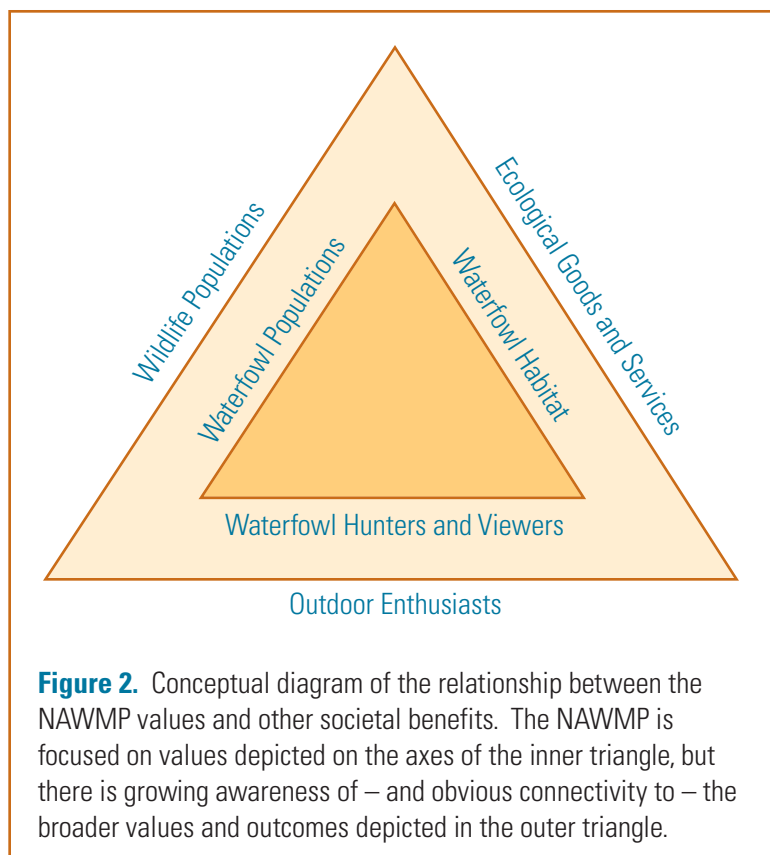 Wildlife Populations
Ecological Goods and Services
Waterfowl Populations
Waterfowl Habitat
Waterfowl Hunters and Viewers
Outdoor Enthusiasts
Figure 2. Conceptual diagram of the relationship between the
NAWMP values and other societal benefits. The NAWMP is
focused on values depicted on the axes of the inner triangle, but
there is growing awareness of – and obvious connectivity to – the
broader values and outcomes depicted in the outer triangle.